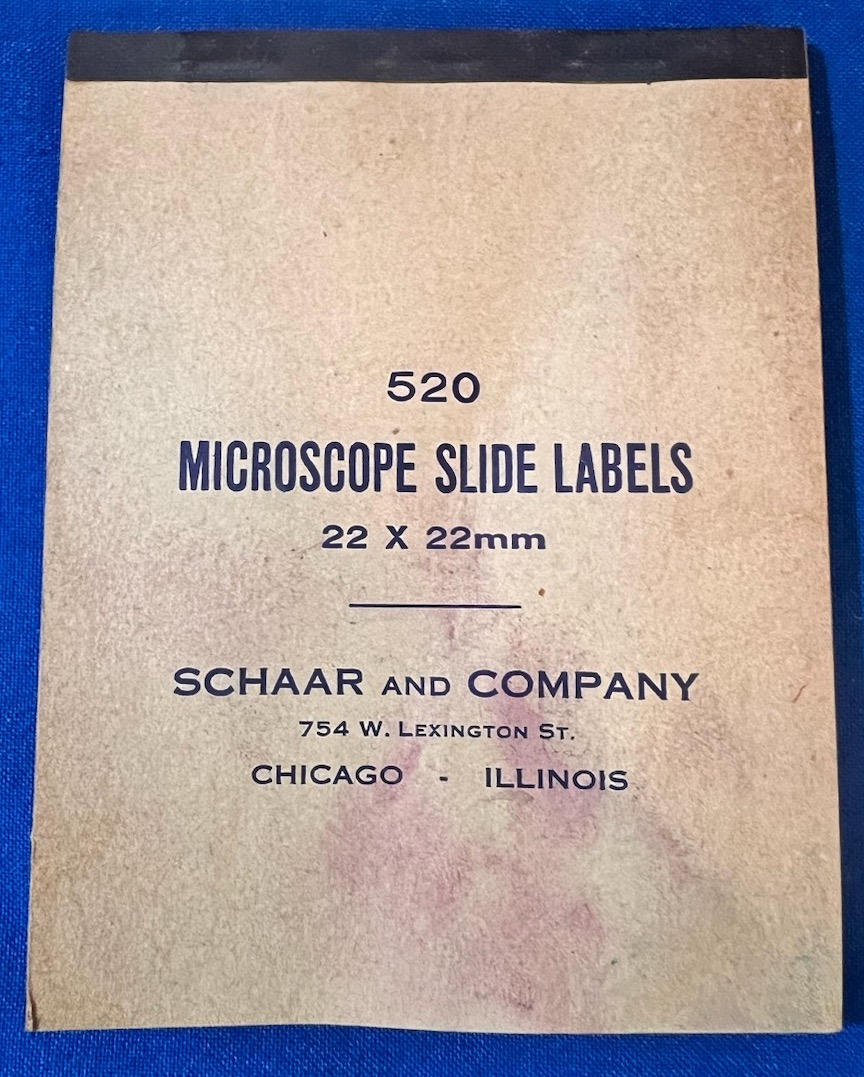 520
MICROSCOPE SLIDE LABELS
22 X 22mm
SCHAAR AND COMPANY
754 W. LEXINGTON ST.
CHICAGO - ILLINOIS